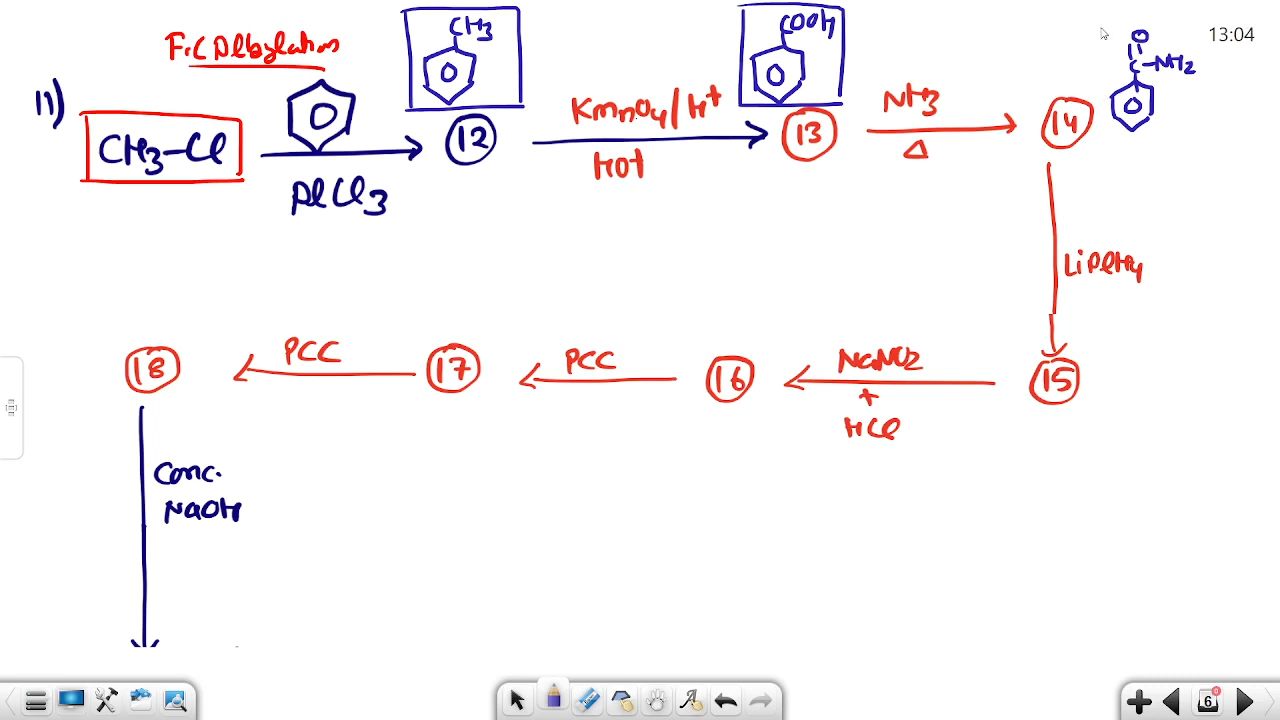 13:04
F.C Alkylation
11)
CH3-Cl
AlCl3
CH3
12
KMnO4/H+
Hot
COOH
13
NH3
Δ
14
O
C-NH2
LiAlH4
15
NaNO2
+
HCl
16
PCC
17
PCC
18
Conc.
NaOH
6